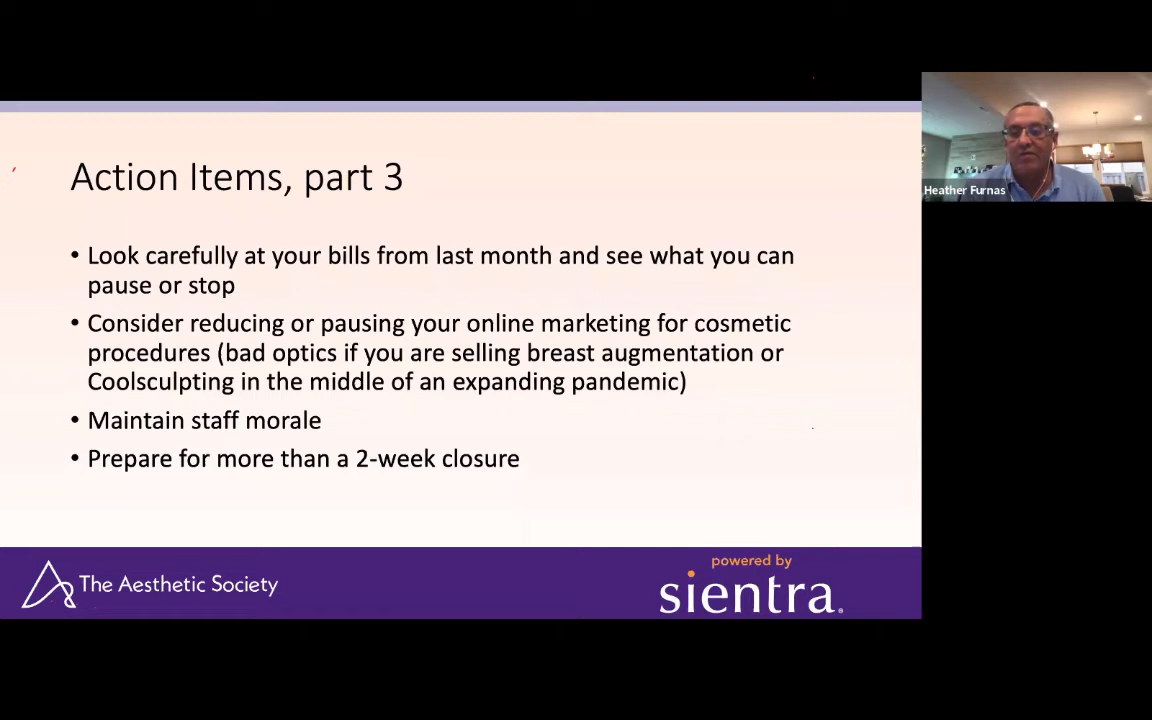 Action Items, part 3
• Look carefully at your bills from last month and see what you can
pause or stop
• Consider reducing or pausing your online marketing for cosmetic
procedures (bad optics if you are selling breast augmentation or
Coolsculpting in the middle of an expanding pandemic)
• Maintain staff morale
• Prepare for more than a 2-week closure
Heather Furnas
The Aesthetic Society
powered by
sientra®